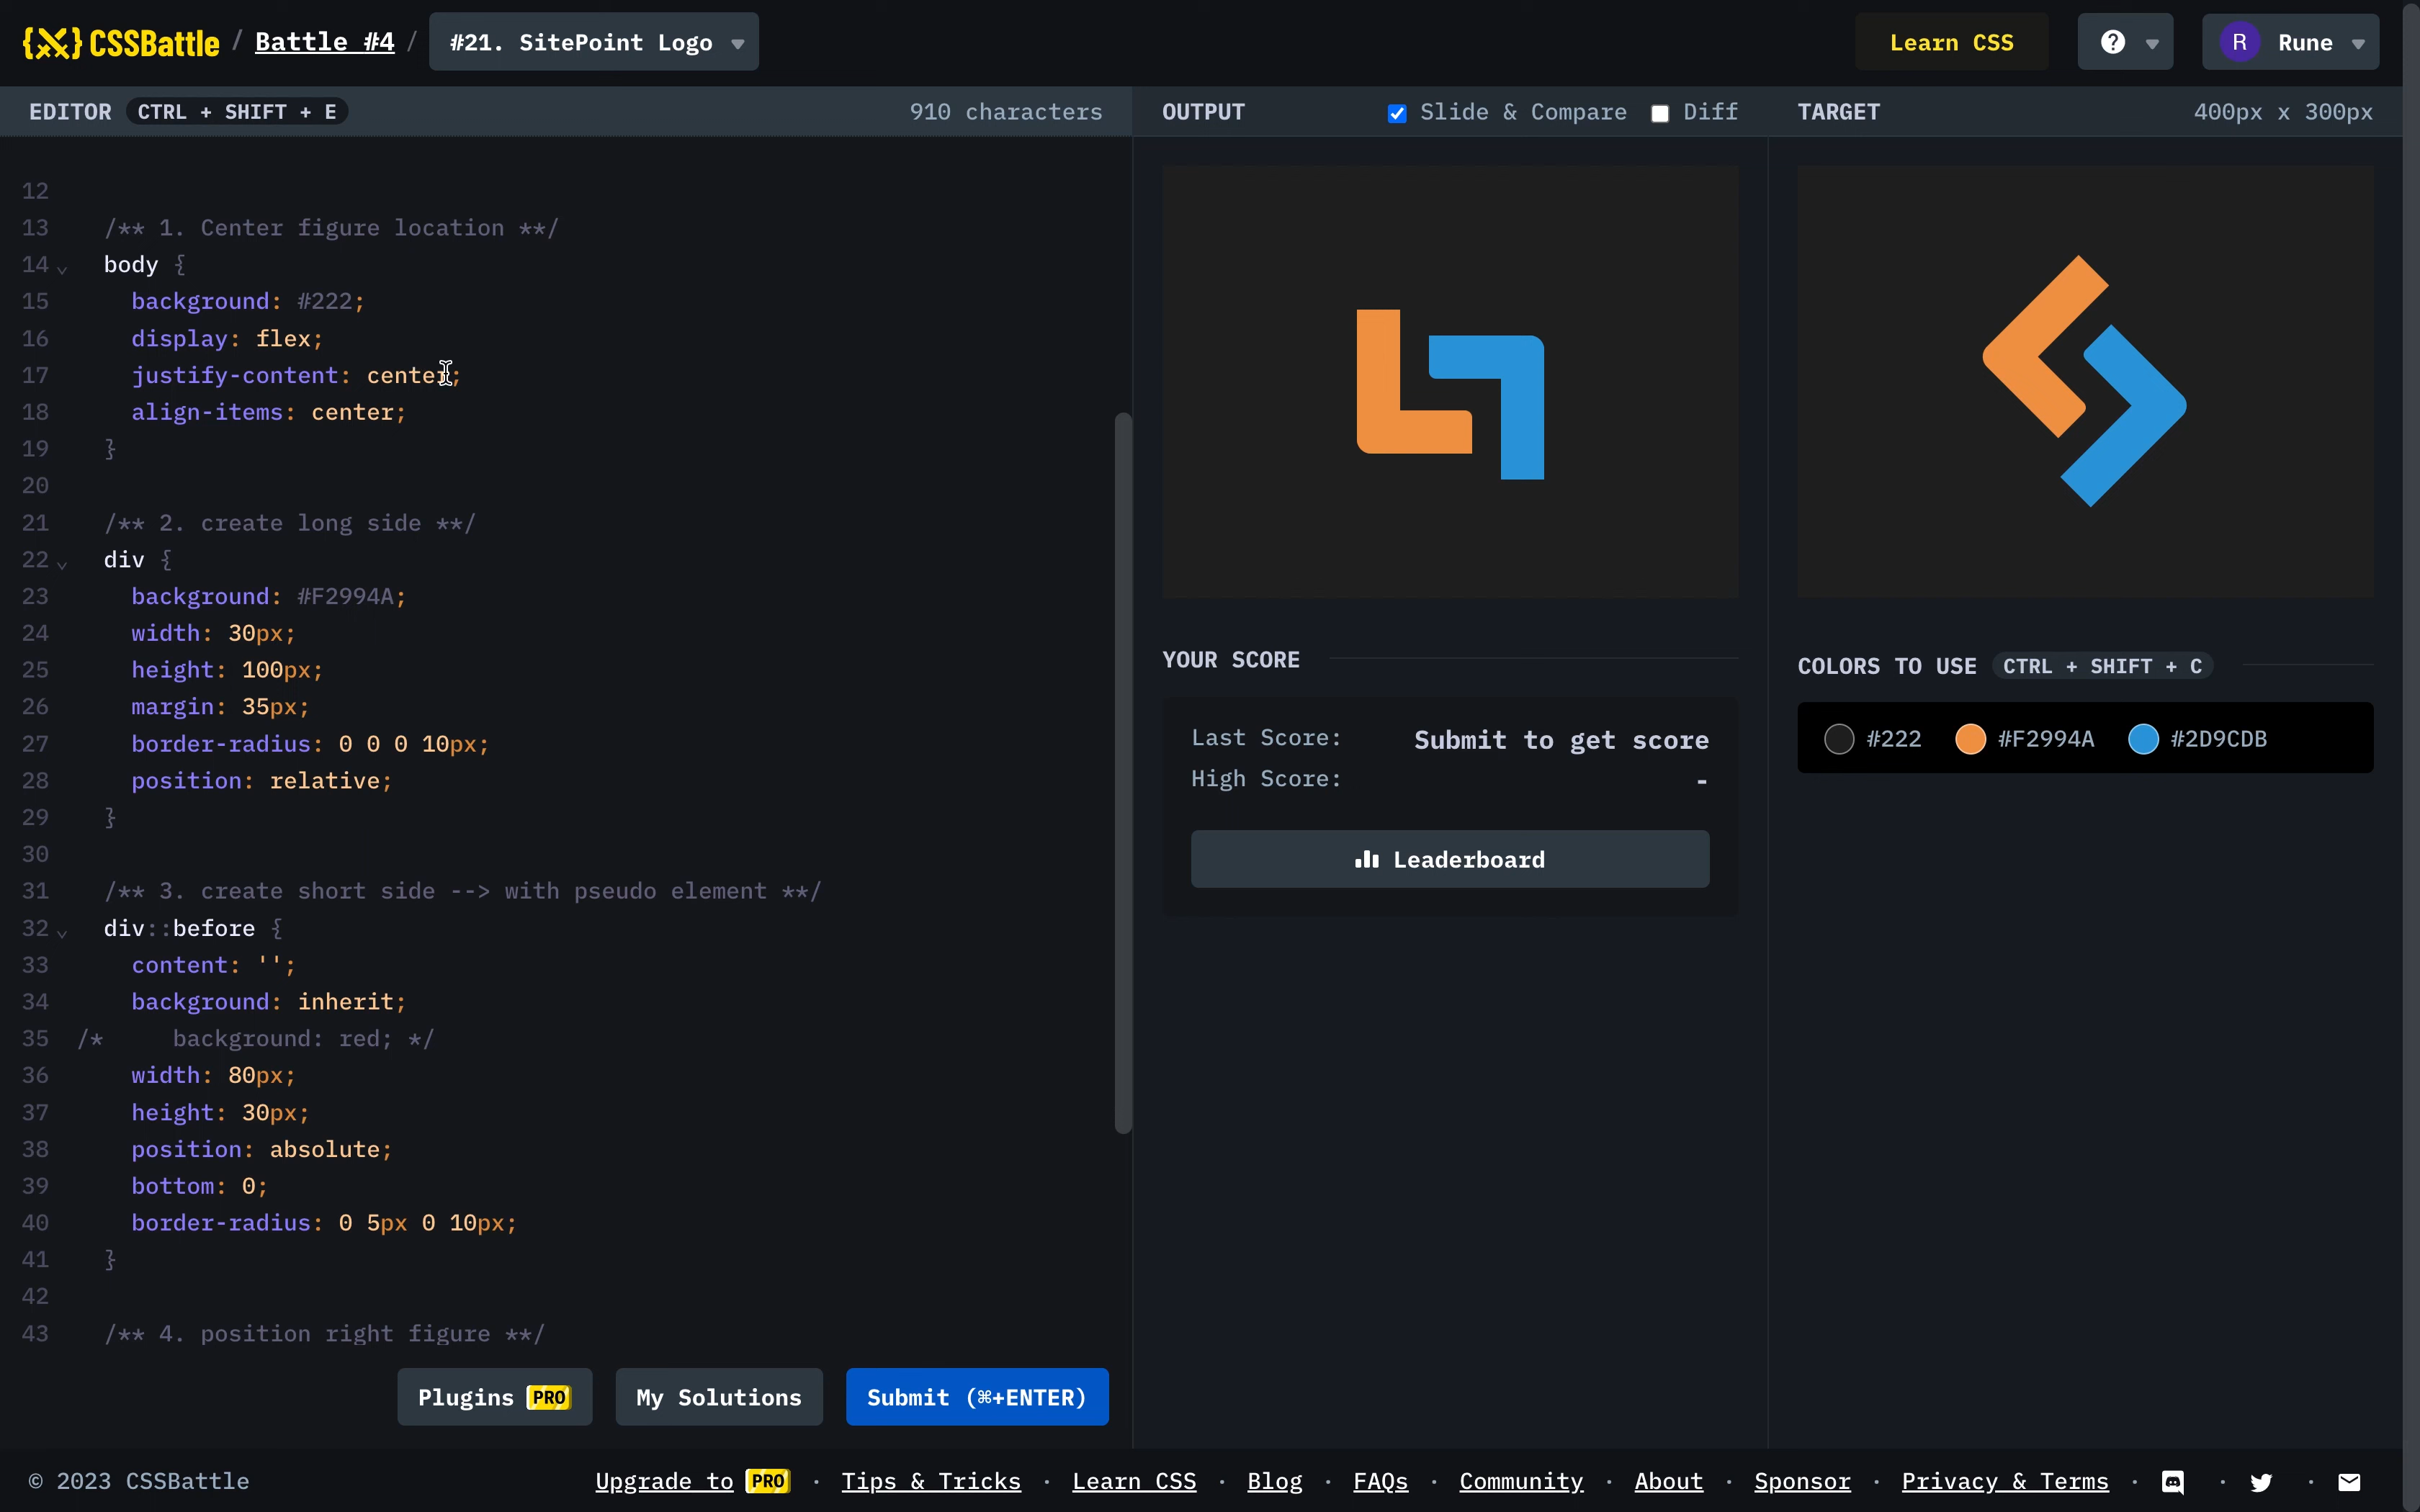 {X} CSSBattle / Battle #4 / #21. SitePoint Logo
Learn CSS
?
R Rune
EDITOR CTRL + SHIFT + E 910 characters
OUTPUT Slide & Compare Diff
TARGET 400px x 300px
12
13 /** 1. Center figure location **/
14 body {
15 background: #222;
16 display: flex;
17 justify-content: center;
18 align-items: center;
19 }
20
21 /** 2. create long side **/
22 div {
23 background: #F2994A;
24 width: 30px;
25 height: 100px;
26 margin: 35px;
27 border-radius: 0 0 0 10px;
28 position: relative;
29 }
30
31 /** 3. create short side --> with pseudo element **/
32 div::before {
33 content: '';
34 background: inherit;
35 /* background: red; */
36 width: 80px;
37 height: 30px;
38 position: absolute;
39 bottom: 0;
40 border-radius: 0 5px 0 10px;
41 }
42
43 /** 4. position right figure **/
Plugins PRO
My Solutions
Submit (⌘+ENTER)
YOUR SCORE
Last Score: Submit to get score
High Score: -
Leaderboard
COLORS TO USE CTRL + SHIFT + C
#222 #F2994A #2D9CDB
© 2023 CSSBattle
Upgrade to PRO · Tips & Tricks · Learn CSS · Blog · FAQs · Community · About · Sponsor · Privacy & Terms · · ·